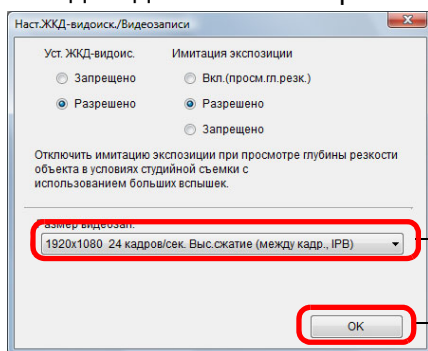 Наст.ЖКД-видоиск./Видеозаписи
Уст. ЖКД-видоис. Имитация экспозиции
Запрещено Вкл.(просм.гл.резк.)
Разрешено Разрешено
Запрещено
Отключить имитацию экспозиции при просмотре глубины резкости
объекта в условиях студийной съемки с
использованием больших вспышек.
Размер видеозап.
1920x1080 24 кадров/сек. Выс.сжатие (между кадр., IPB)
OK